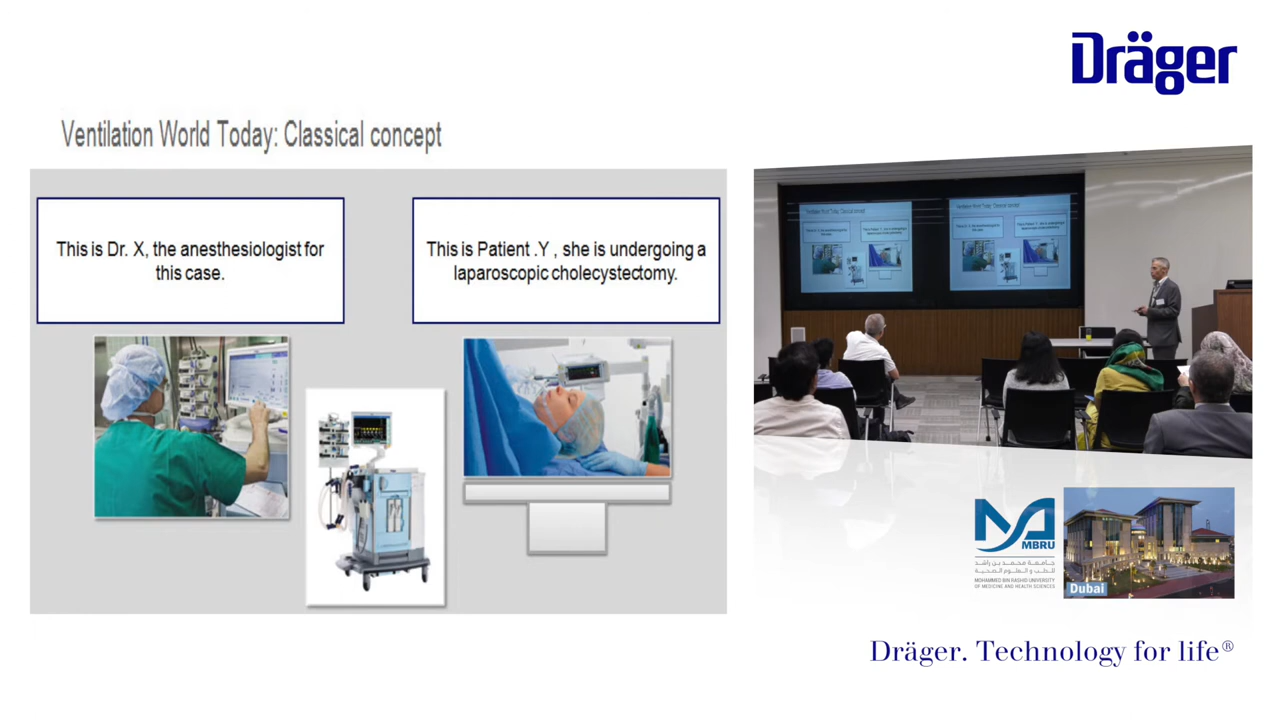 Dräger
Ventilation World Today: Classical concept
This is Dr. X, the anesthesiologist for
this case.
This is Patient .Y , she is undergoing a
laparoscopic cholecystectomy.
MBRU
جامعة محمد بن راشد
للطب و العلوم الصحية
MOHAMMED BIN RASHID UNIVERSITY
OF MEDICINE AND HEALTH SCIENCES
Dubai
Dräger. Technology for life®